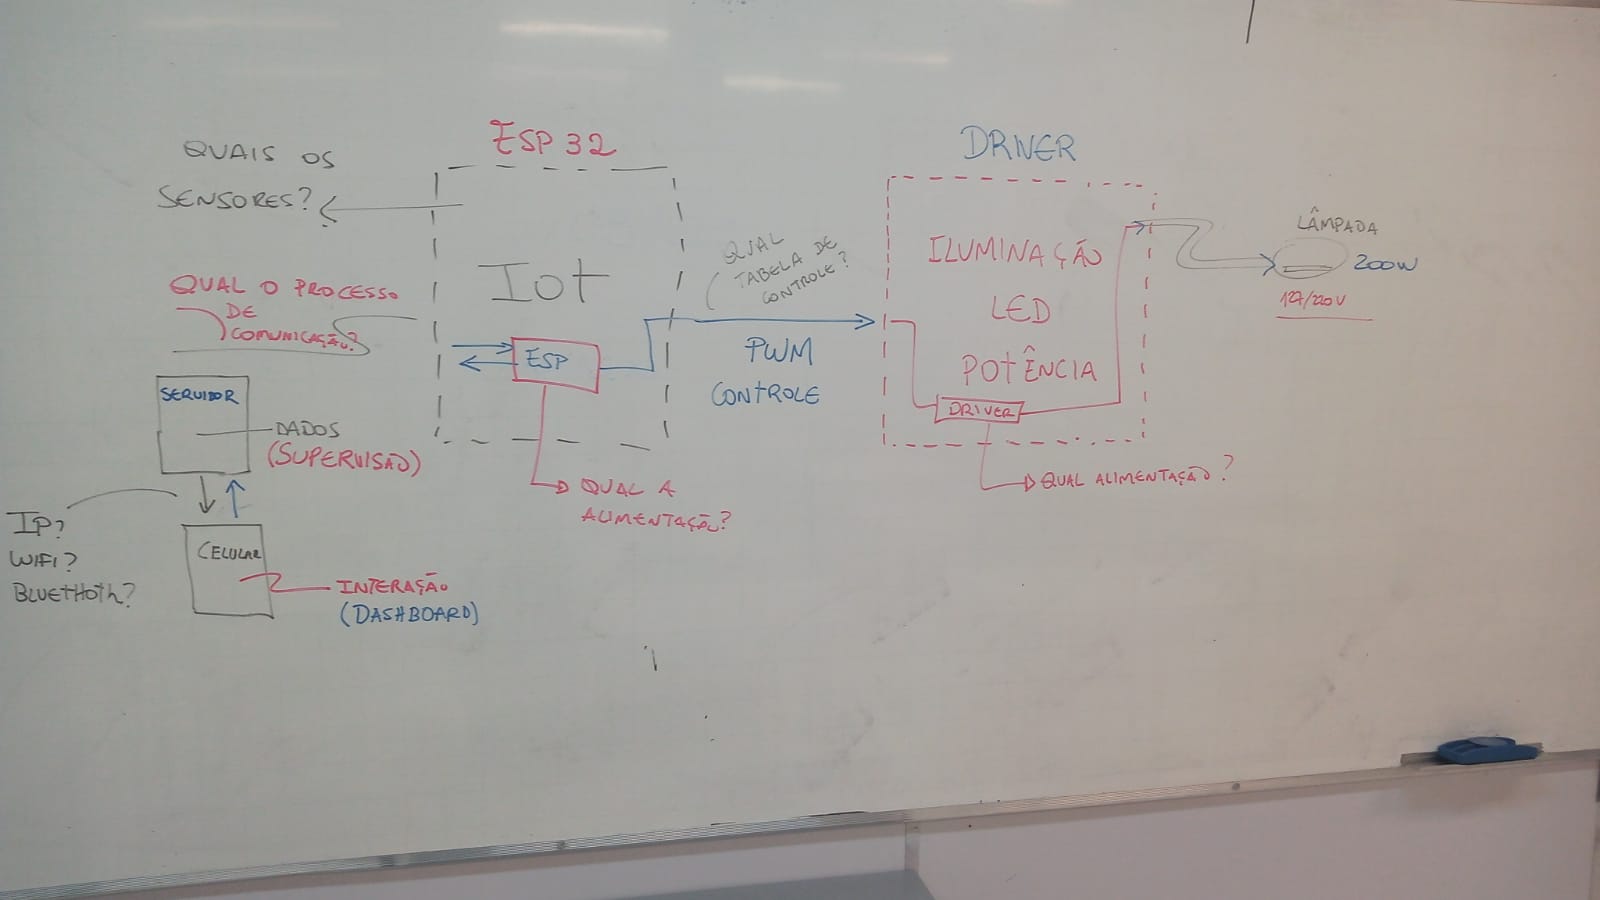 QUAIS OS
SENSORES?
QUAL O PROCESSO
DE
COMUNICAÇÃO?
SERVIDOR
DADOS
(SUPERVISÃO)
IP?
WIFI?
BLUETHOTH?
CELULAR
INTERAÇÃO
(DASHBOARD)
ESP 32
IOT
ESP
QUAL A
ALIMENTAÇÃO?
QUAL
TABELA DE
CONTROLE?
PWM
CONTROLE
DRIVER
ILUMINAÇÃO
LED
POTÊNCIA
DRIVER
QUAL ALIMENTAÇÃO?
LÂMPADA
200W
127/220V